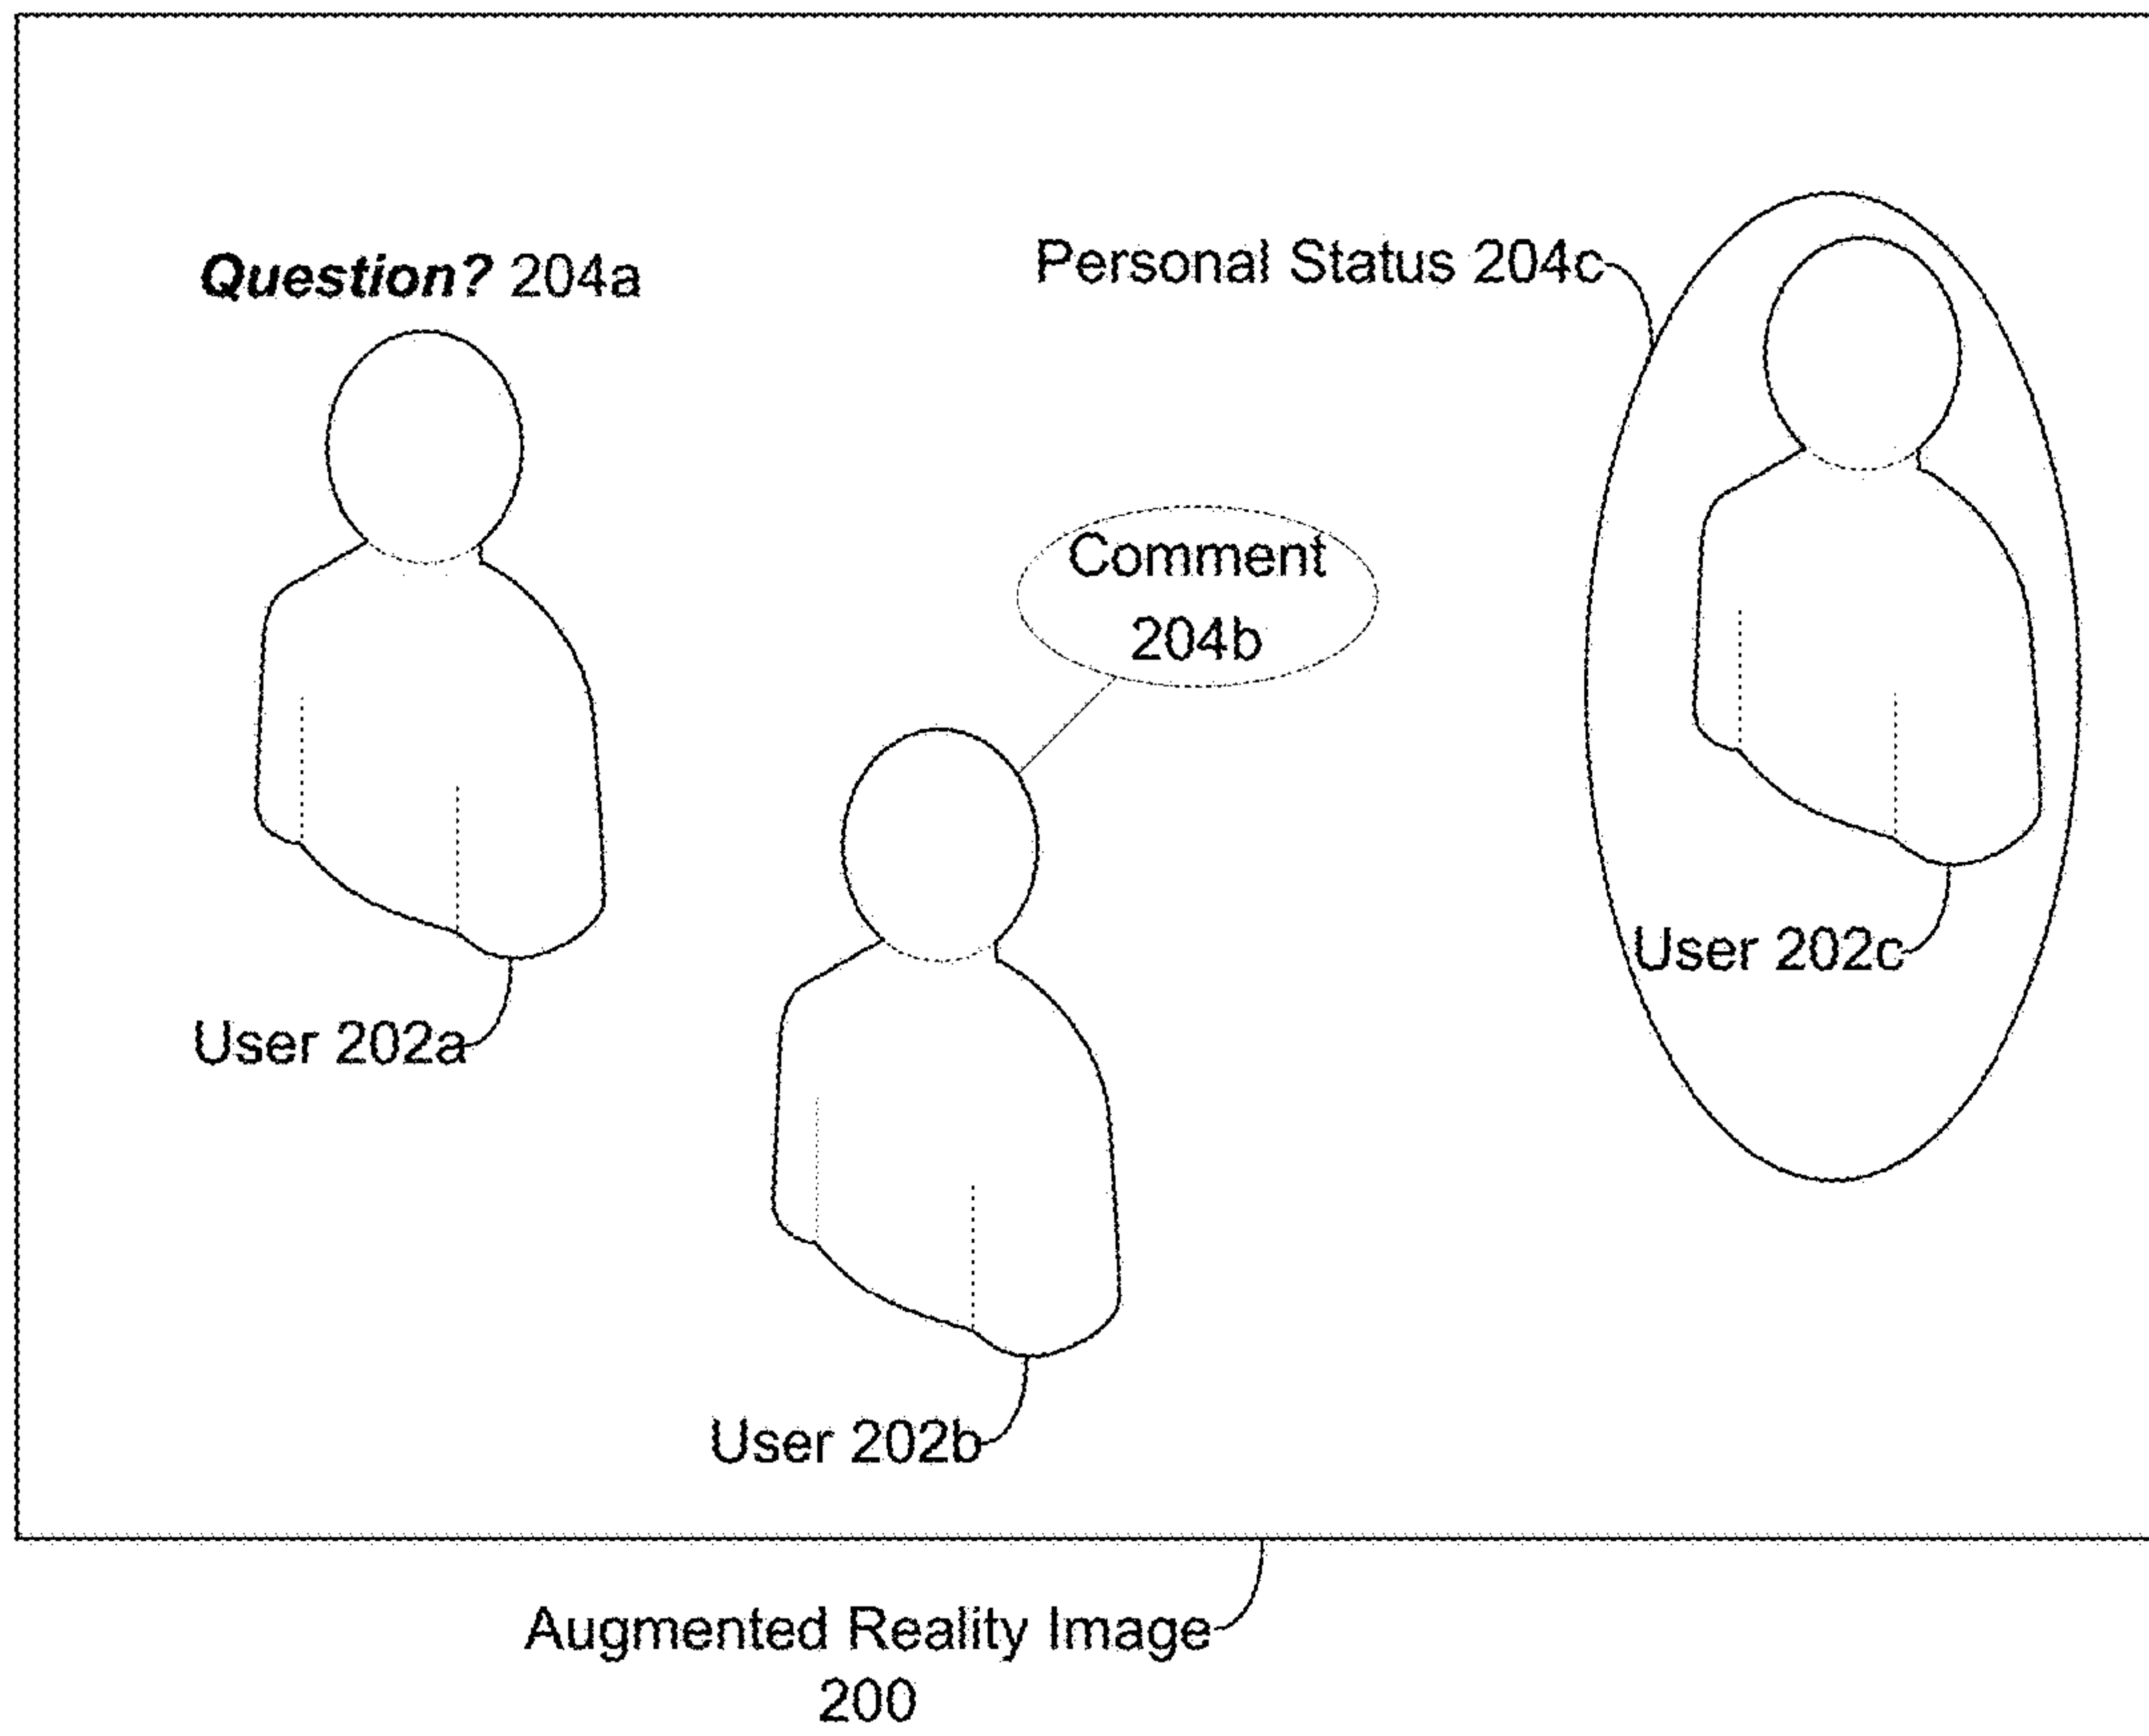 Question? 204a
Personal Status 204c
Comment
204b
User 202c
User 202a
User 202b
Augmented Reality Image
200